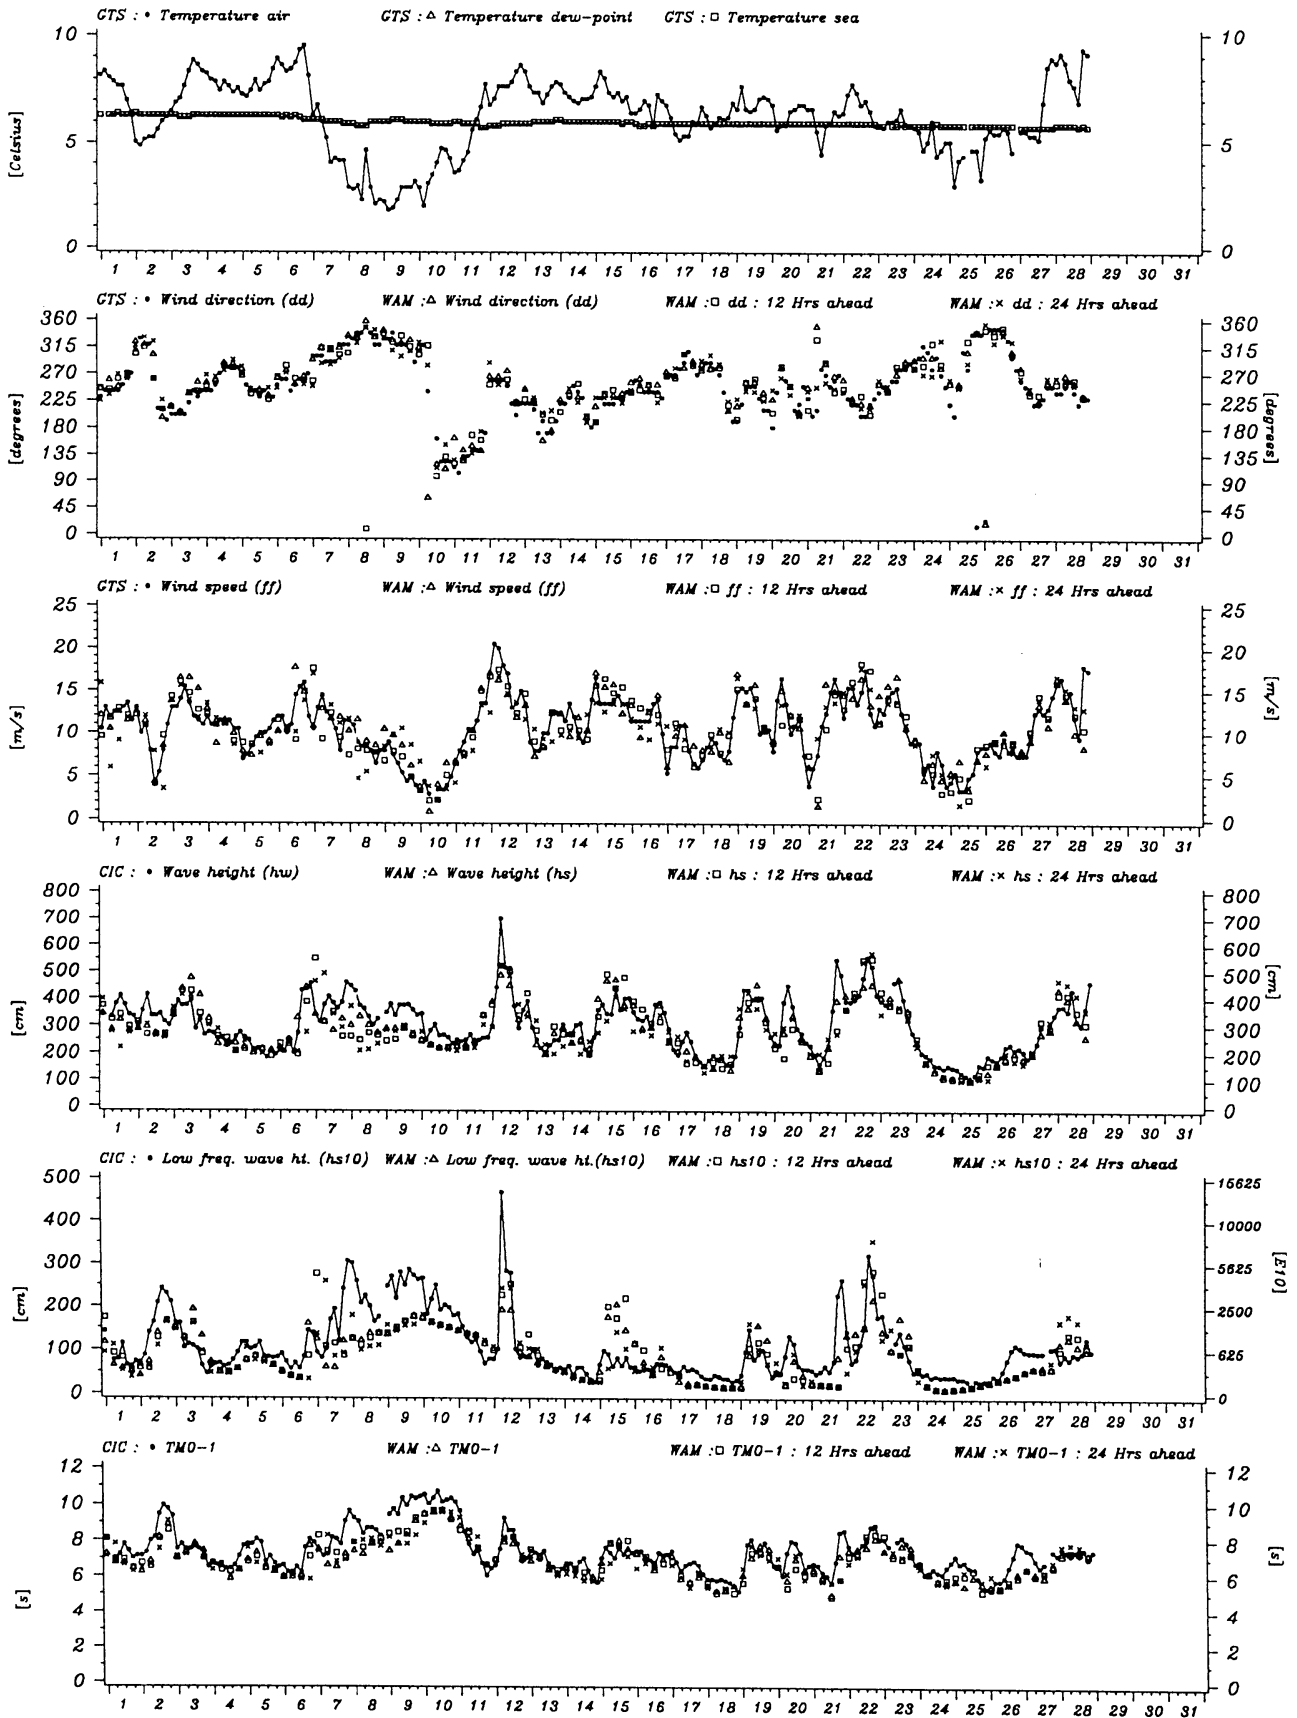 GTS : • Temperature air GTS : △ Temperature dew-point GTS : □ Temperature sea
10 10
5 5
0 0
[Celsius]
1 2 3 4 5 6 7 8 9 10 11 12 13 14 15 16 17 18 19 20 21 22 23 24 25 26 27 28 29 30 31
GTS : • Wind direction (dd) WAM :△ Wind direction (dd) WAM :□ dd : 12 Hrs ahead WAM :× dd : 24 Hrs ahead
360 360
315 315
270 270
225 225
180 180
135 135
90 90
45 45
0 0
[degrees] [degrees]
1 2 3 4 5 6 7 8 9 10 11 12 13 14 15 16 17 18 19 20 21 22 23 24 25 26 27 28 29 30 31
GTS : • Wind speed (ff) WAM :△ Wind speed (ff) WAM :□ ff : 12 Hrs ahead WAM :× ff : 24 Hrs ahead
25 25
20 20
15 15
10 10
5 5
0 0
[m/s] [m/s]
1 2 3 4 5 6 7 8 9 10 11 12 13 14 15 16 17 18 19 20 21 22 23 24 25 26 27 28 29 30 31
CIC : • Wave height (hw) WAM :△ Wave height (hs) WAM :□ hs : 12 Hrs ahead WAM :× hs : 24 Hrs ahead
800 800
700 700
600 600
500 500
400 400
300 300
200 200
100 100
0 0
[cm] [cm]
1 2 3 4 5 6 7 8 9 10 11 12 13 14 15 16 17 18 19 20 21 22 23 24 25 26 27 28 29 30 31
CIC : • Low freq. wave ht. (hs10) WAM :△ Low freq. wave ht.(hs10) WAM :□ hs10 : 12 Hrs ahead WAM :× hs10 : 24 Hrs ahead
500 15625
400 10000
300 5625
200 2500
100 625
0 0
[cm] [E10]
1 2 3 4 5 6 7 8 9 10 11 12 13 14 15 16 17 18 19 20 21 22 23 24 25 26 27 28 29 30 31
CIC : • TM0-1 WAM :△ TM0-1 WAM :□ TM0-1 : 12 Hrs ahead WAM :× TM0-1 : 24 Hrs ahead
12 12
10 10
8 8
6 6
4 4
2 2
0 0
[s] [s]
1 2 3 4 5 6 7 8 9 10 11 12 13 14 15 16 17 18 19 20 21 22 23 24 25 26 27 28 29 30 31